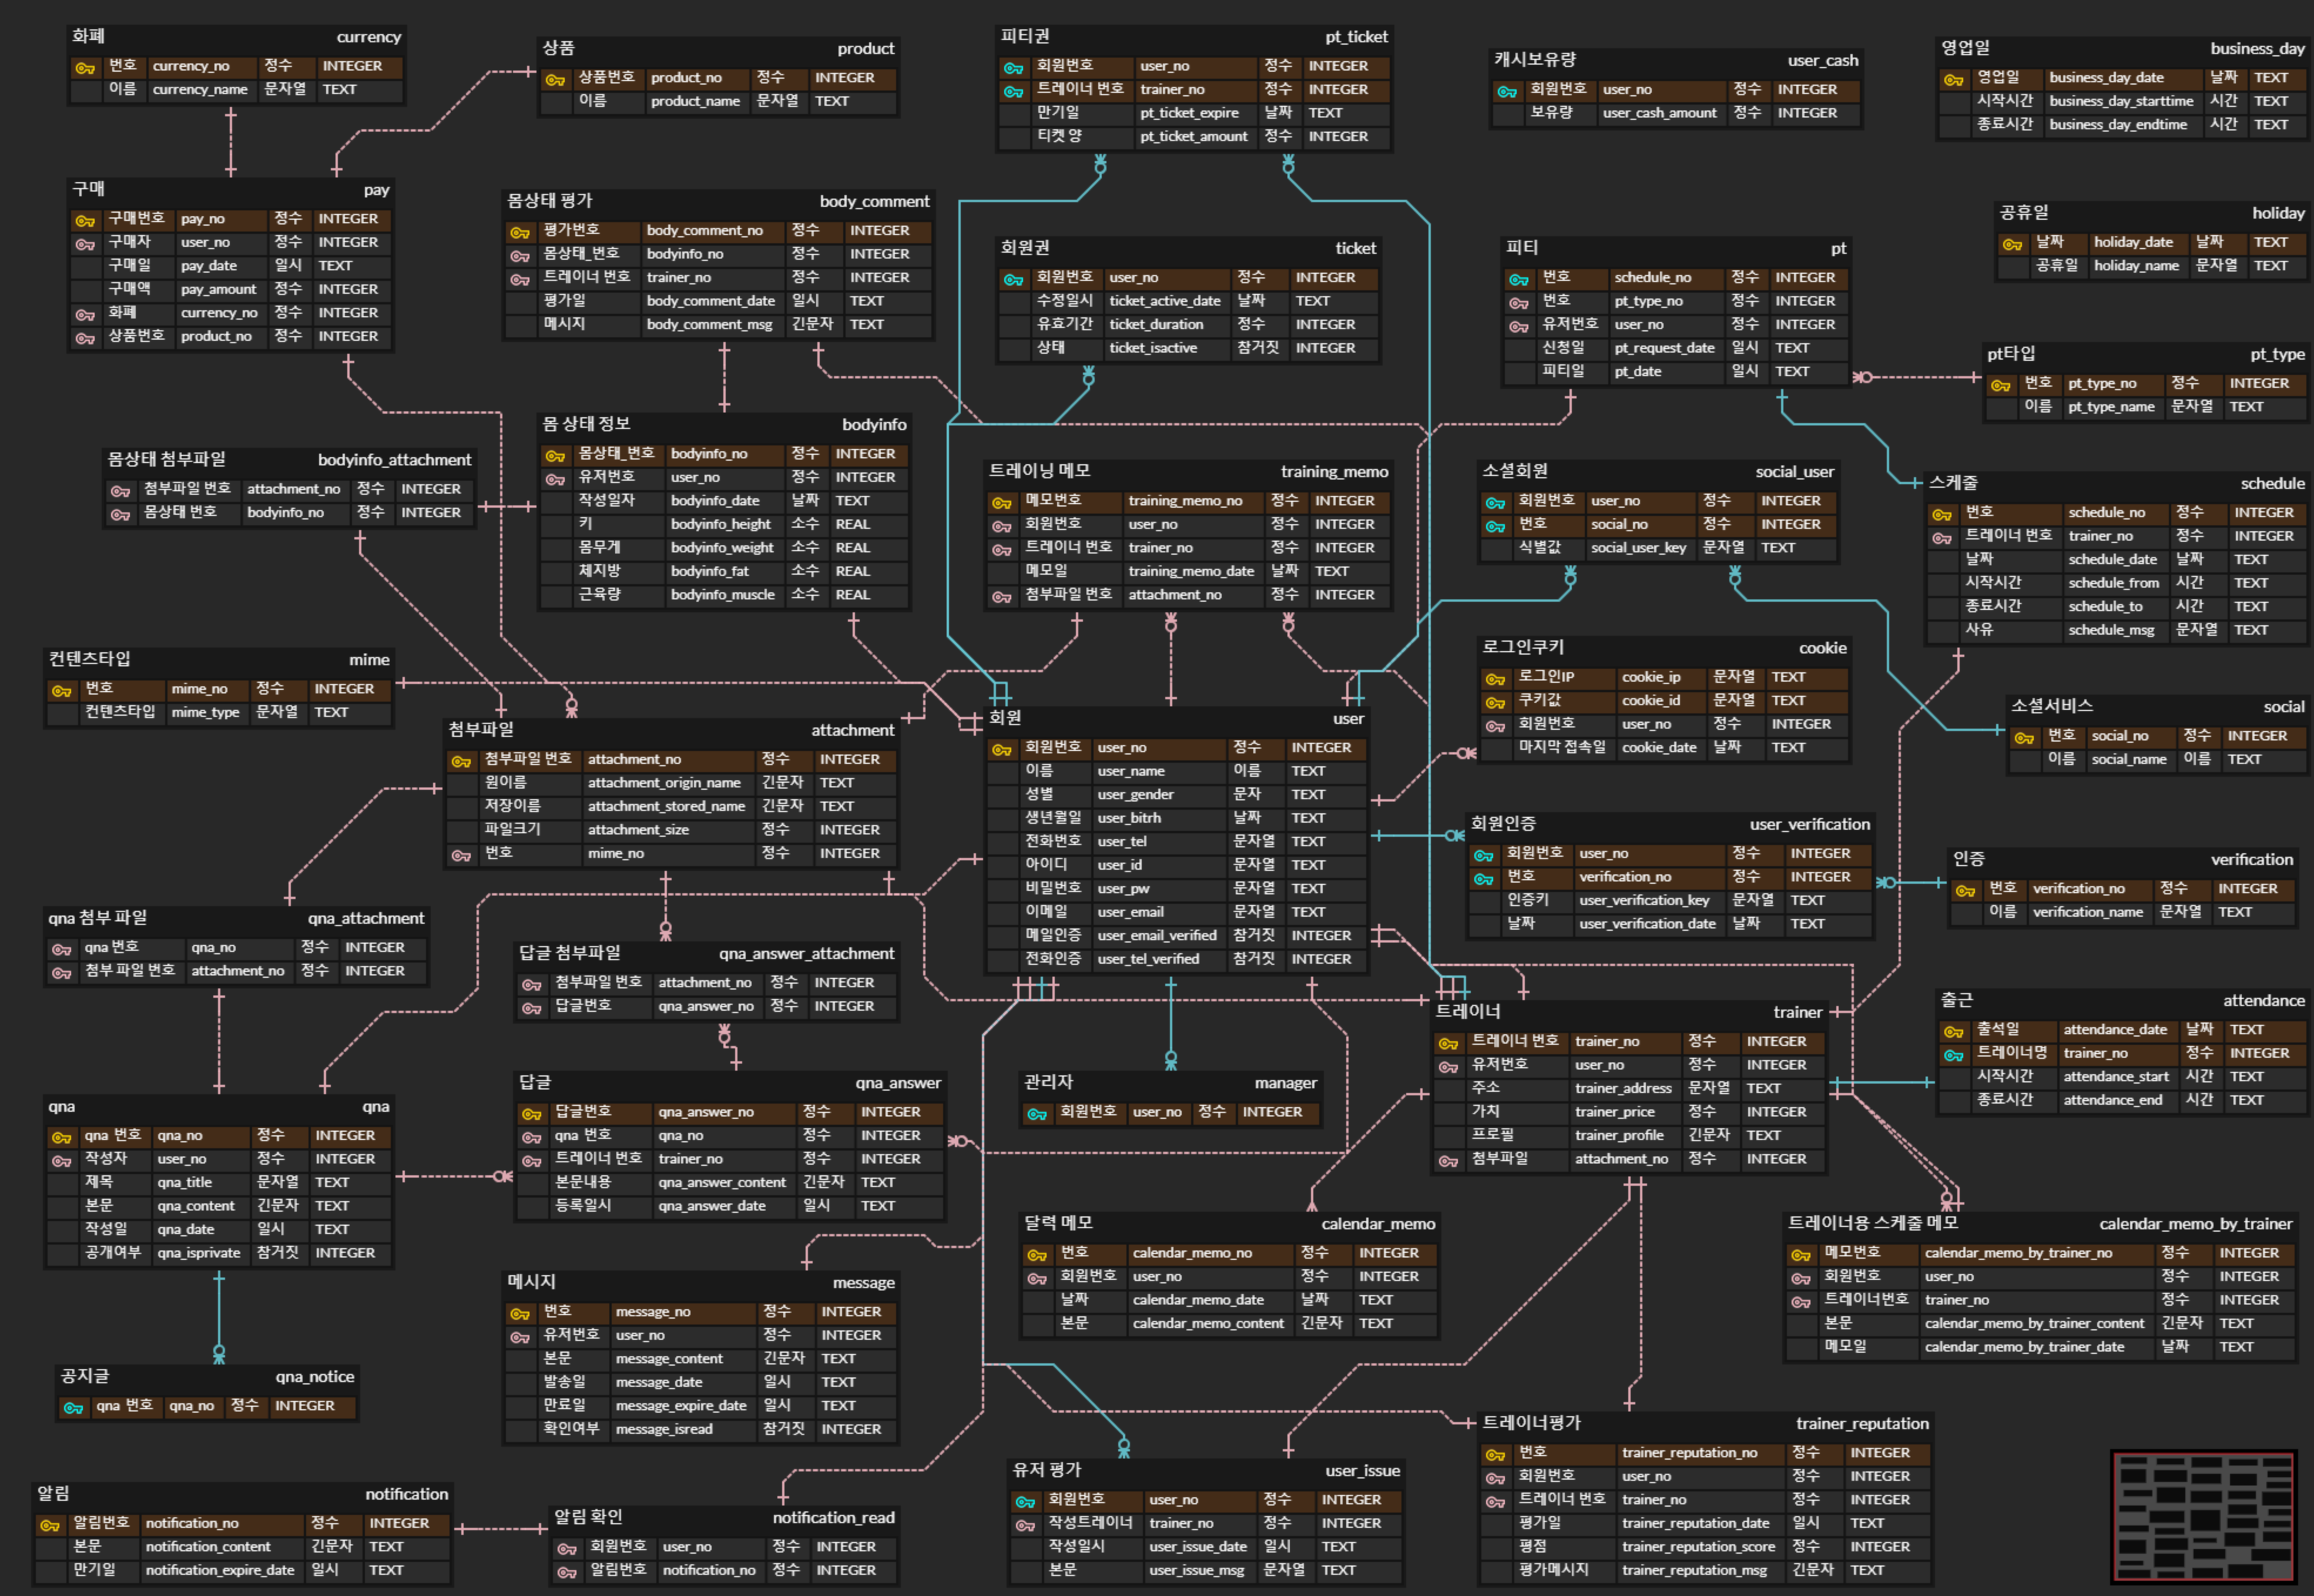 화폐 currency
번호 currency_no 정수 INTEGER
이름 currency_name 문자열 TEXT
상품 product
상품번호 product_no 정수 INTEGER
이름 product_name 문자열 TEXT
피티권 pt_ticket
회원번호 user_no 정수 INTEGER
트레이너 번호 trainer_no 정수 INTEGER
만기일 pt_ticket_expire 날짜 TEXT
티켓 양 pt_ticket_amount 정수 INTEGER
캐시보유량 user_cash
회원번호 user_no 정수 INTEGER
보유량 user_cash_amount 정수 INTEGER
영업일 business_day
영업일 business_day_date 날짜 TEXT
시작시간 business_day_starttime 시간 TEXT
종료시간 business_day_endtime 시간 TEXT
구매 pay
구매번호 pay_no 정수 INTEGER
구매자 user_no 정수 INTEGER
구매일 pay_date 일시 TEXT
구매액 pay_amount 정수 INTEGER
화폐 currency_no 정수 INTEGER
상품번호 product_no 정수 INTEGER
몸상태 평가 body_comment
평가번호 body_comment_no 정수 INTEGER
몸상태_번호 bodyinfo_no 정수 INTEGER
트레이너 번호 trainer_no 정수 INTEGER
평가일 body_comment_date 일시 TEXT
메시지 body_comment_msg 긴문자 TEXT
회원권 ticket
회원번호 user_no 정수 INTEGER
수정일시 ticket_active_date 날짜 TEXT
유효기간 ticket_duration 정수 INTEGER
상태 ticket_isactive 참거짓 INTEGER
피티 pt
번호 schedule_no 정수 INTEGER
번호 pt_type_no 정수 INTEGER
유저번호 user_no 정수 INTEGER
신청일 pt_request_date 일시 TEXT
피티일 pt_date 일시 TEXT
공휴일 holiday
날짜 holiday_date 날짜 TEXT
공휴일 holiday_name 문자열 TEXT
pt타입 pt_type
번호 pt_type_no 정수 INTEGER
이름 pt_type_name 문자열 TEXT
몸상태 첨부파일 bodyinfo_attachment
첨부파일 번호 attachment_no 정수 INTEGER
몸상태 번호 bodyinfo_no 정수 INTEGER
몸 상태 정보 bodyinfo
몸상태_번호 bodyinfo_no 정수 INTEGER
유저번호 user_no 정수 INTEGER
작성일자 bodyinfo_date 날짜 TEXT
키 bodyinfo_height 소수 REAL
몸무게 bodyinfo_weight 소수 REAL
체지방 bodyinfo_fat 소수 REAL
근육량 bodyinfo_muscle 소수 REAL
트레이닝 메모 training_memo
메모번호 training_memo_no 정수 INTEGER
회원번호 user_no 정수 INTEGER
트레이너 번호 trainer_no 정수 INTEGER
메모일 training_memo_date 날짜 TEXT
첨부파일 번호 attachment_no 정수 INTEGER
소셜회원 social_user
회원번호 user_no 정수 INTEGER
번호 social_no 정수 INTEGER
식별값 social_user_key 문자열 TEXT
스케줄 schedule
번호 schedule_no 정수 INTEGER
트레이너 번호 trainer_no 정수 INTEGER
날짜 schedule_date 날짜 TEXT
시작시간 schedule_from 시간 TEXT
종료시간 schedule_to 시간 TEXT
사유 schedule_msg 문자열 TEXT
컨텐츠타입 mime
번호 mime_no 정수 INTEGER
컨텐츠타입 mime_type 문자열 TEXT
첨부파일 attachment
첨부파일 번호 attachment_no 정수 INTEGER
원이름 attachment_origin_name 긴문자 TEXT
저장이름 attachment_stored_name 긴문자 TEXT
파일크기 attachment_size 정수 INTEGER
번호 mime_no 정수 INTEGER
회원 user
회원번호 user_no 정수 INTEGER
이름 user_name 이름 TEXT
성별 user_gender 문자 TEXT
생년월일 user_bitrh 날짜 TEXT
전화번호 user_tel 문자열 TEXT
아이디 user_id 문자열 TEXT
비밀번호 user_pw 문자열 TEXT
이메일 user_email 문자열 TEXT
메일인증 user_email_verified 참거짓 INTEGER
전화인증 user_tel_verified 참거짓 INTEGER
로그인쿠키 cookie
로그인IP cookie_ip 문자열 TEXT
쿠키값 cookie_id 문자열 TEXT
회원번호 user_no 정수 INTEGER
마지막 접속일 cookie_date 날짜 TEXT
소셜서비스 social
번호 social_no 정수 INTEGER
이름 social_name 이름 TEXT
회원인증 user_verification
회원번호 user_no 정수 INTEGER
번호 verification_no 정수 INTEGER
인증키 user_verification_key 문자열 TEXT
날짜 user_verification_date 날짜 TEXT
인증 verification
번호 verification_no 정수 INTEGER
이름 verification_name 문자열 TEXT
qna 첨부 파일 qna_attachment
qna 번호 qna_no 정수 INTEGER
첨부 파일 번호 attachment_no 정수 INTEGER
답글 첨부파일 qna_answer_attachment
첨부파일 번호 attachment_no 정수 INTEGER
답글번호 qna_answer_no 정수 INTEGER
트레이너 trainer
트레이너 번호 trainer_no 정수 INTEGER
유저번호 user_no 정수 INTEGER
주소 trainer_address 문자열 TEXT
가치 trainer_price 정수 INTEGER
프로필 trainer_profile 긴문자 TEXT
첨부파일 attachment_no 정수 INTEGER
출근 attendance
출석일 attendance_date 날짜 TEXT
트레이너명 trainer_no 정수 INTEGER
시작시간 attendance_start 시간 TEXT
종료시간 attendance_end 시간 TEXT
qna qna
qna 번호 qna_no 정수 INTEGER
작성자 user_no 정수 INTEGER
제목 qna_title 문자열 TEXT
본문 qna_content 긴문자 TEXT
작성일 qna_date 일시 TEXT
공개여부 qna_isprivate 참거짓 INTEGER
답글 qna_answer
답글번호 qna_answer_no 정수 INTEGER
qna 번호 qna_no 정수 INTEGER
트레이너 번호 trainer_no 정수 INTEGER
본문내용 qna_answer_content 긴문자 TEXT
등록일시 qna_answer_date 일시 TEXT
관리자 manager
회원번호 user_no 정수 INTEGER
달력 메모 calendar_memo
번호 calendar_memo_no 정수 INTEGER
회원번호 user_no 정수 INTEGER
날짜 calendar_memo_date 날짜 TEXT
본문 calendar_memo_content 긴문자 TEXT
트레이너용 스케줄 메모 calendar_memo_by_trainer
메모번호 calendar_memo_by_trainer_no 정수 INTEGER
회원번호 user_no 정수 INTEGER
트레이너번호 trainer_no 정수 INTEGER
본문 calendar_memo_by_trainer_content 긴문자 TEXT
메모일 calendar_memo_by_trainer_date 날짜 TEXT
메시지 message
번호 message_no 정수 INTEGER
유저번호 user_no 정수 INTEGER
본문 message_content 긴문자 TEXT
발송일 message_date 일시 TEXT
만료일 message_expire_date 일시 TEXT
확인여부 message_isread 참거짓 INTEGER
공지글 qna_notice
qna 번호 qna_no 정수 INTEGER
알림 notification
알림번호 notification_no 정수 INTEGER
본문 notification_content 긴문자 TEXT
만기일 notification_expire_date 일시 TEXT
알림 확인 notification_read
회원번호 user_no 정수 INTEGER
알림번호 notification_no 정수 INTEGER
유저 평가 user_issue
회원번호 user_no 정수 INTEGER
작성트레이너 trainer_no 정수 INTEGER
작성일시 user_issue_date 일시 TEXT
본문 user_issue_msg 문자열 TEXT
트레이너평가 trainer_reputation
번호 trainer_reputation_no 정수 INTEGER
회원번호 user_no 정수 INTEGER
트레이너 번호 trainer_no 정수 INTEGER
평가일 trainer_reputation_date 일시 TEXT
평점 trainer_reputation_score 정수 INTEGER
평가메시지 trainer_reputation_msg 긴문자 TEXT